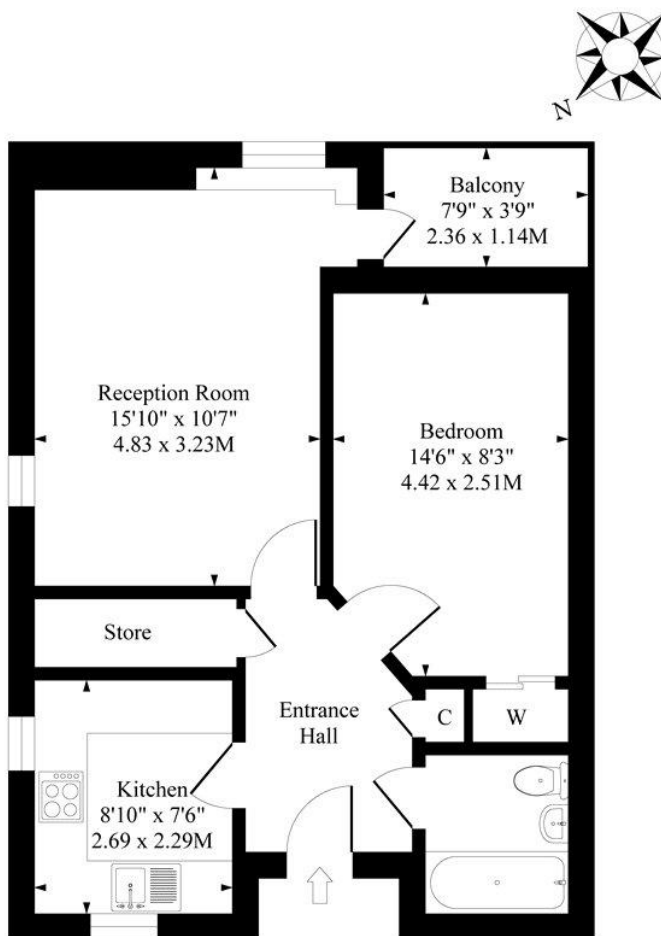 N
Balcony
7'9" x 3'9"
2.36 x 1.14M
Reception Room
15'10" x 10'7"
4.83 x 3.23M
Bedroom
14'6" x 8'3"
4.42 x 2.51M
Store
Entrance
Hall
C
W
Kitchen
8'10" x 7'6"
2.69 x 2.29M